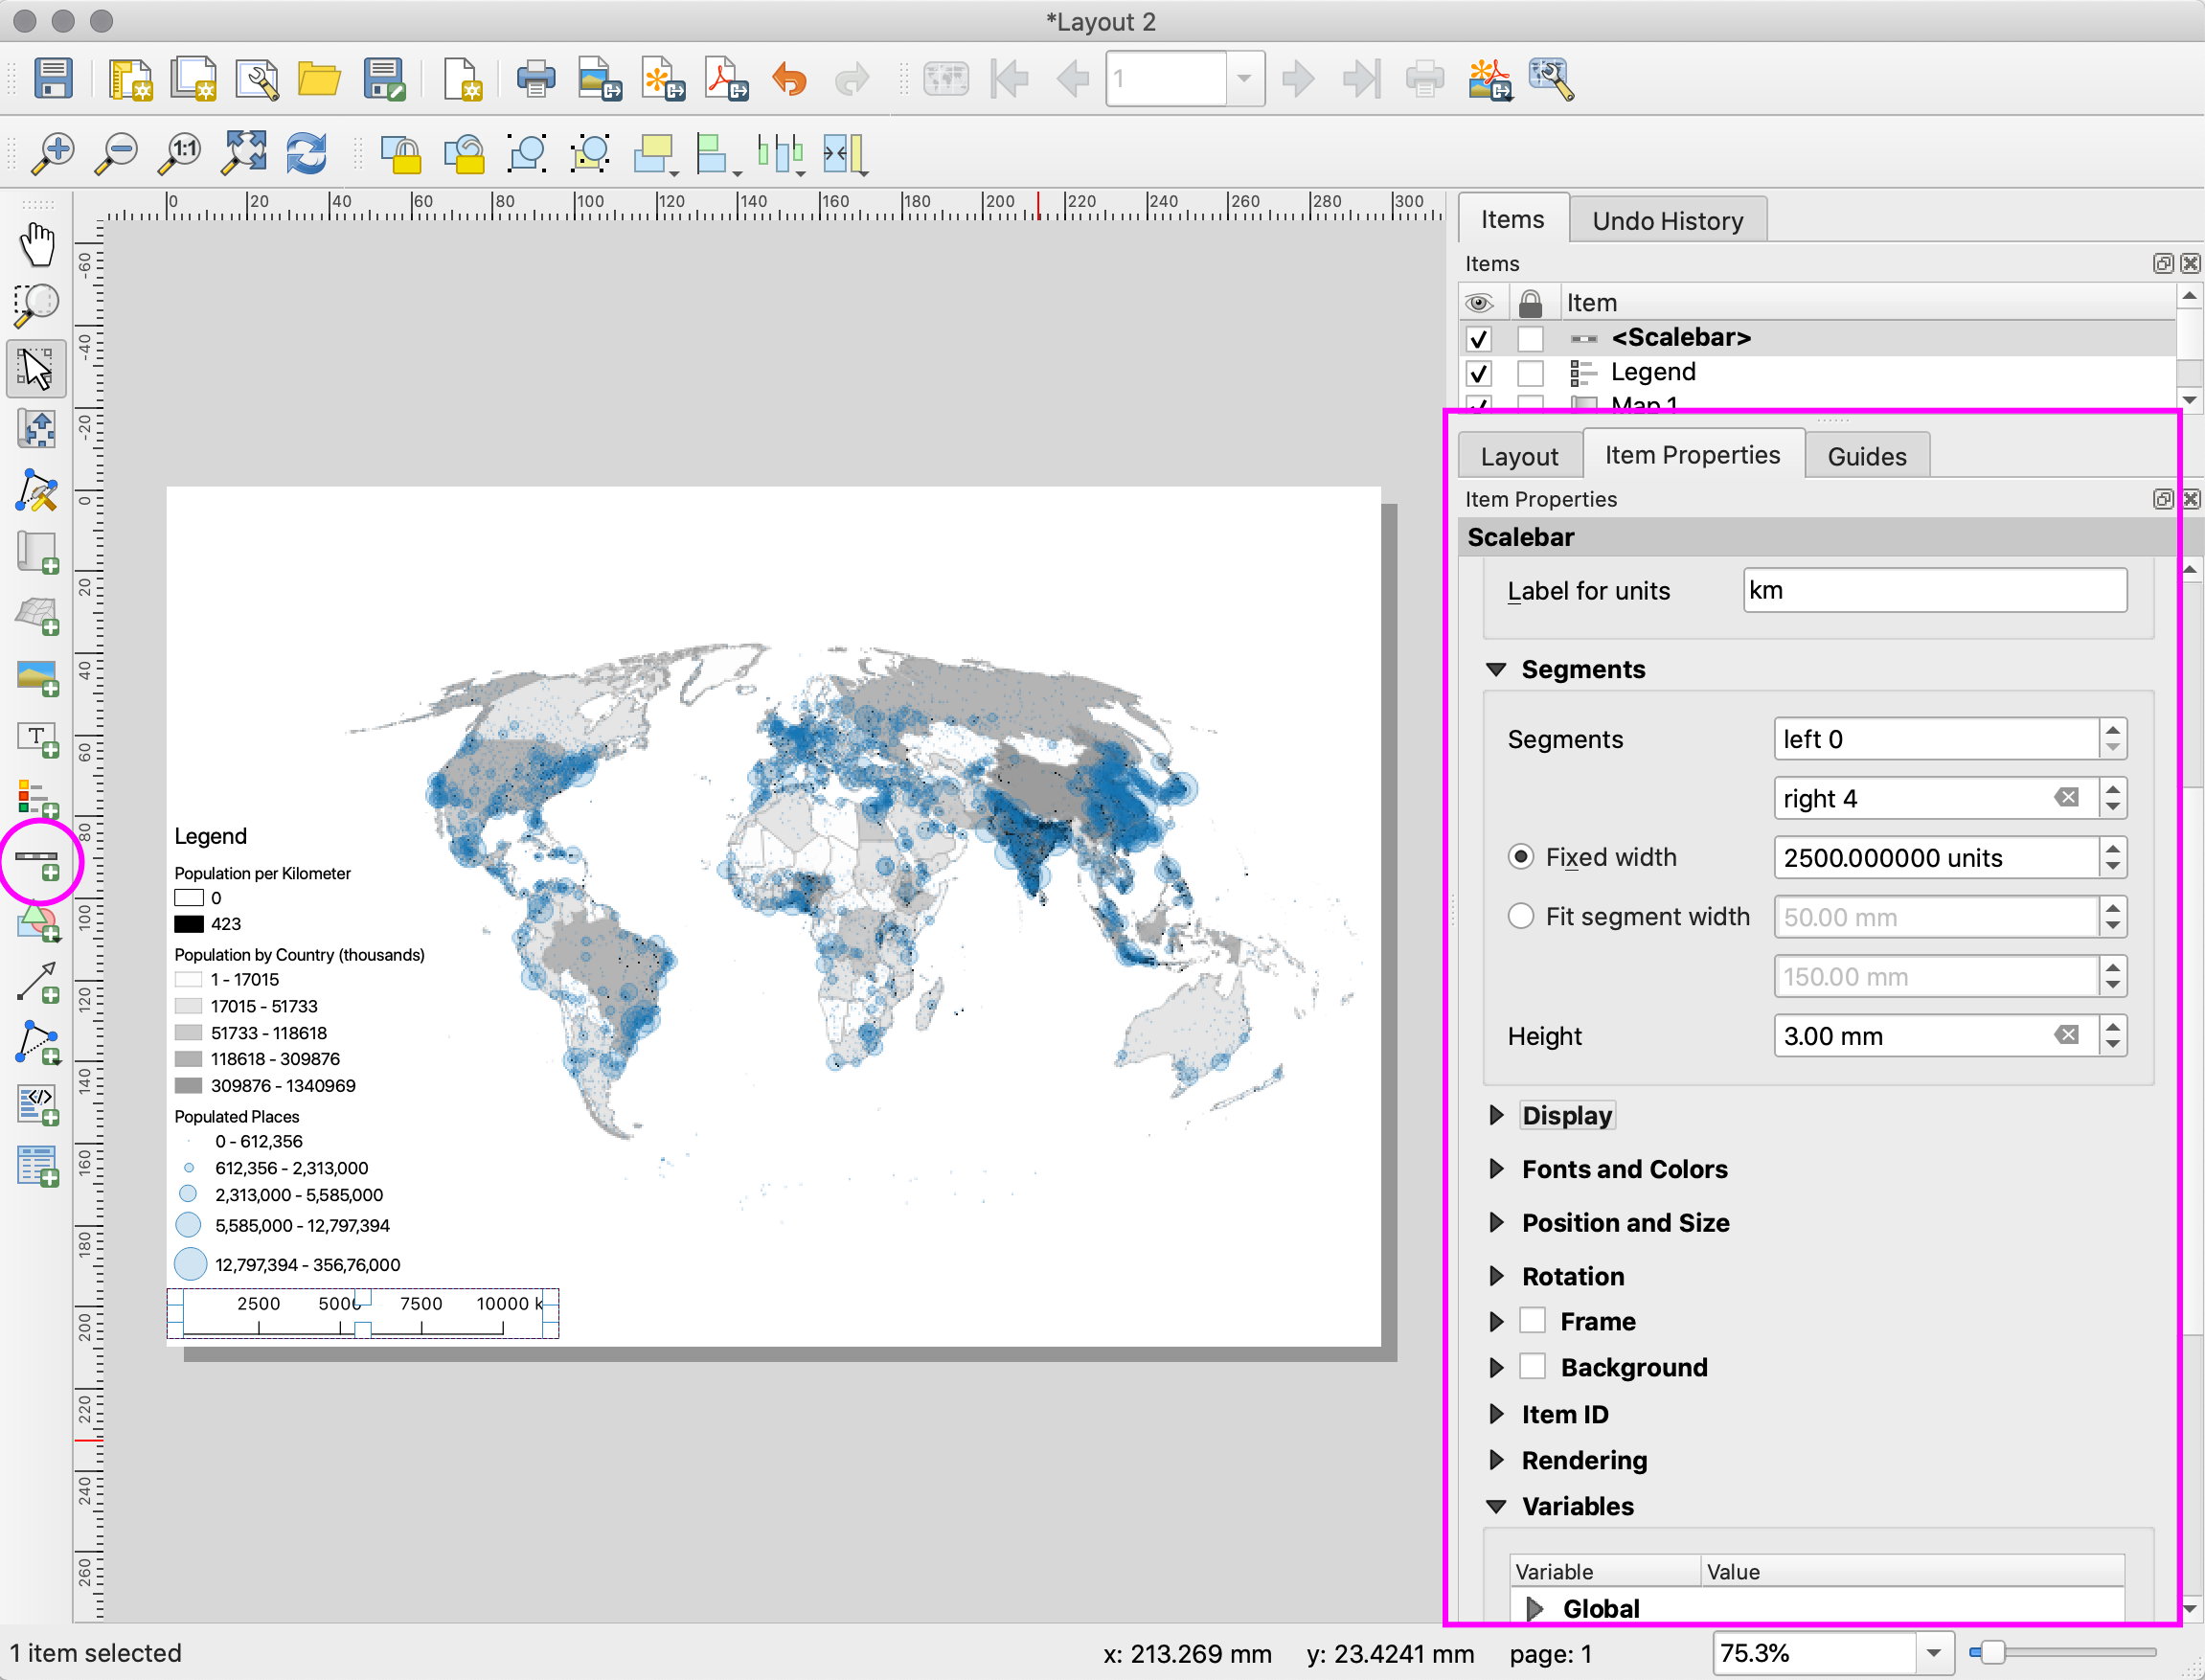 *Layout 2
1
1:1
0 20 40 60 80 100 120 140 160 180 200 220 240 260 280 300
-60
-40
-20
0
20
40
60
80
100
120
140
160
180
200
220
240
260
Items Undo History
Items
Item
<Scalebar>
Legend
Map 1
Layout Item Properties Guides
Item Properties
Scalebar
Label for units km
Segments
Segments left 0
right 4
Fixed width 2500.000000 units
Fit segment width 50.00 mm
150.00 mm
Height 3.00 mm
Display
Fonts and Colors
Position and Size
Rotation
Frame
Background
Item ID
Rendering
Variables
Variable Value
Global
Legend
Population per Kilometer
0
423
Population by Country (thousands)
1 - 17015
17015 - 51733
51733 - 118618
118618 - 309876
309876 - 1340969
Populated Places
0 - 612,356
612,356 - 2,313,000
2,313,000 - 5,585,000
5,585,000 - 12,797,394
12,797,394 - 356,76,000
2500 5000 7500 10000 k
T
</>
1 item selected x: 213.269 mm y: 23.4241 mm page: 1 75.3%